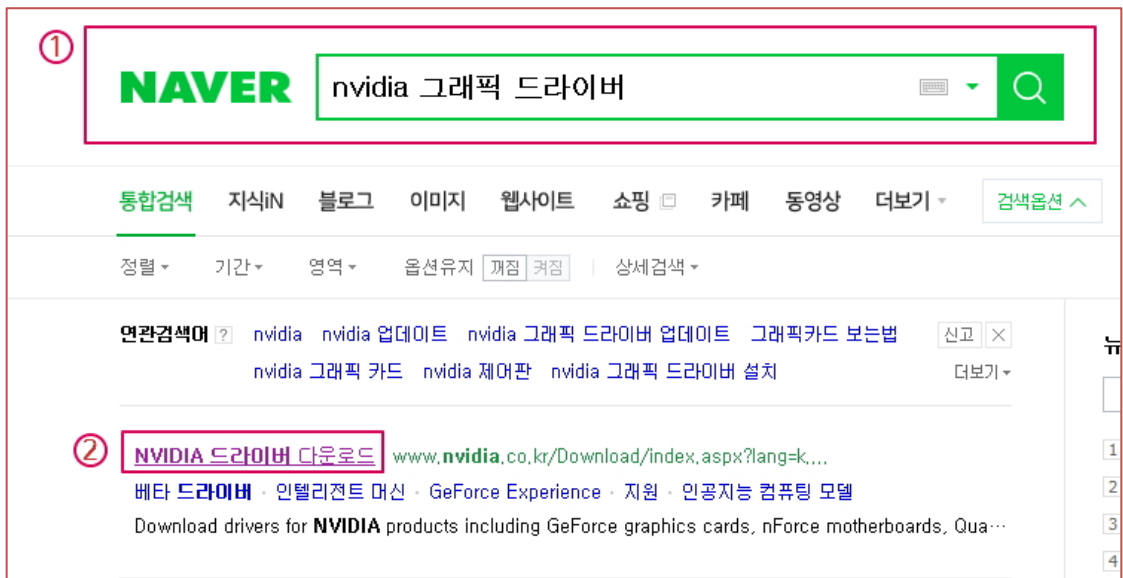 ①
NAVER nvidia 그래픽 드라이버
통합검색 지식iN 블로그 이미지 웹사이트 쇼핑 카페 동영상 더보기 검색옵션
정렬 기간 영역 옵션유지 꺼짐 켜짐 상세검색
연관검색어 ? nvidia nvidia 업데이트 nvidia 그래픽 드라이버 업데이트 그래픽카드 보는법 신고 ×
뉴
nvidia 그래픽 카드 nvidia 제어판 nvidia 그래픽 드라이버 설치 더보기
② NVIDIA 드라이버 다운로드 www.nvidia.co.kr/Download/index.aspx?lang=k....
1
베타 드라이버 · 인텔리전트 머신 · GeForce Experience · 지원 · 인공지능 컴퓨팅 모델
2
Download drivers for NVIDIA products including GeForce graphics cards, nForce motherboards, Qua···
3
4